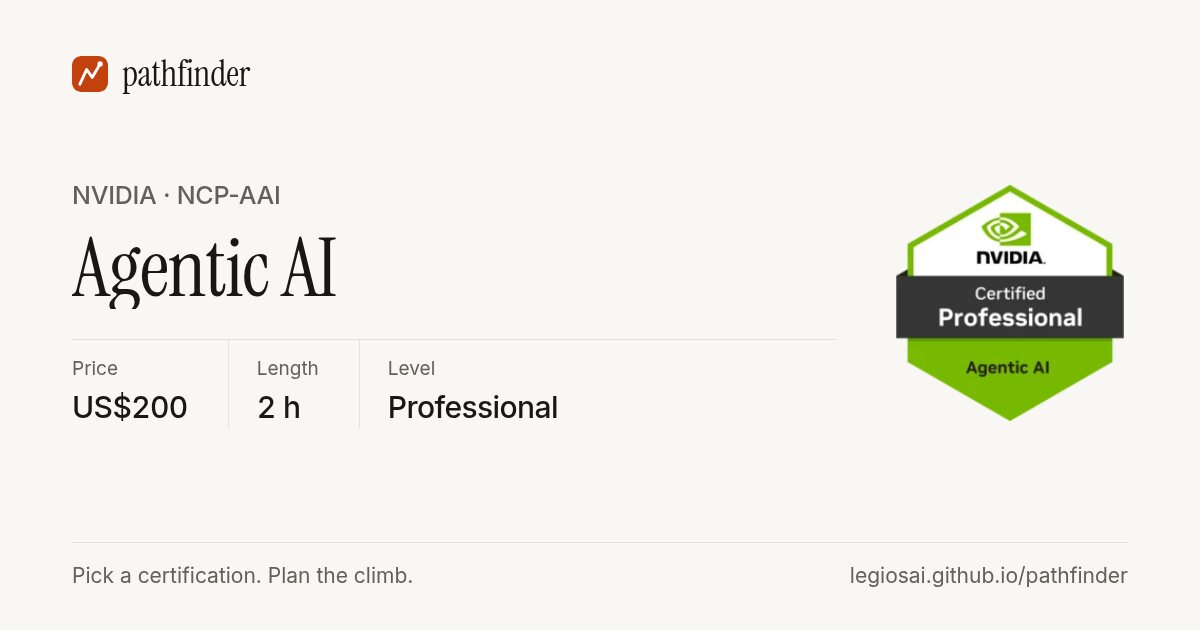 pathfinder
NVIDIA · NCP-AAI
Agentic AI
Price
US$200
Length
2 h
Level
Professional
NVIDIA.
Certified
Professional
Agentic AI
Pick a certification. Plan the climb.
legiosai.github.io/pathfinder